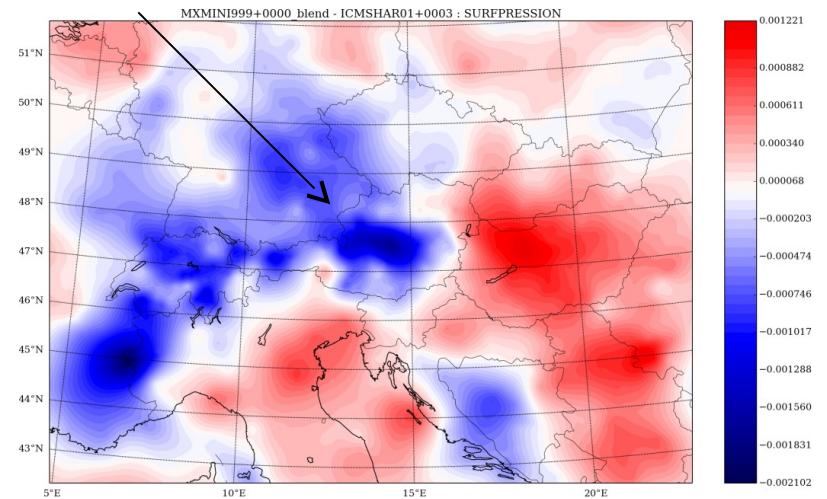 MXMINI999+0000_blend - ICMSHAR01+0003 : SURFPRESSION
51°N
50°N
49°N
48°N
47°N
46°N
45°N
44°N
43°N
5°E
10°E
15°E
20°E
0.001221
0.000882
0.000611
0.000340
0.000068
−0.000203
−0.000474
−0.000746
−0.001017
−0.001288
−0.001560
−0.001831
−0.002102